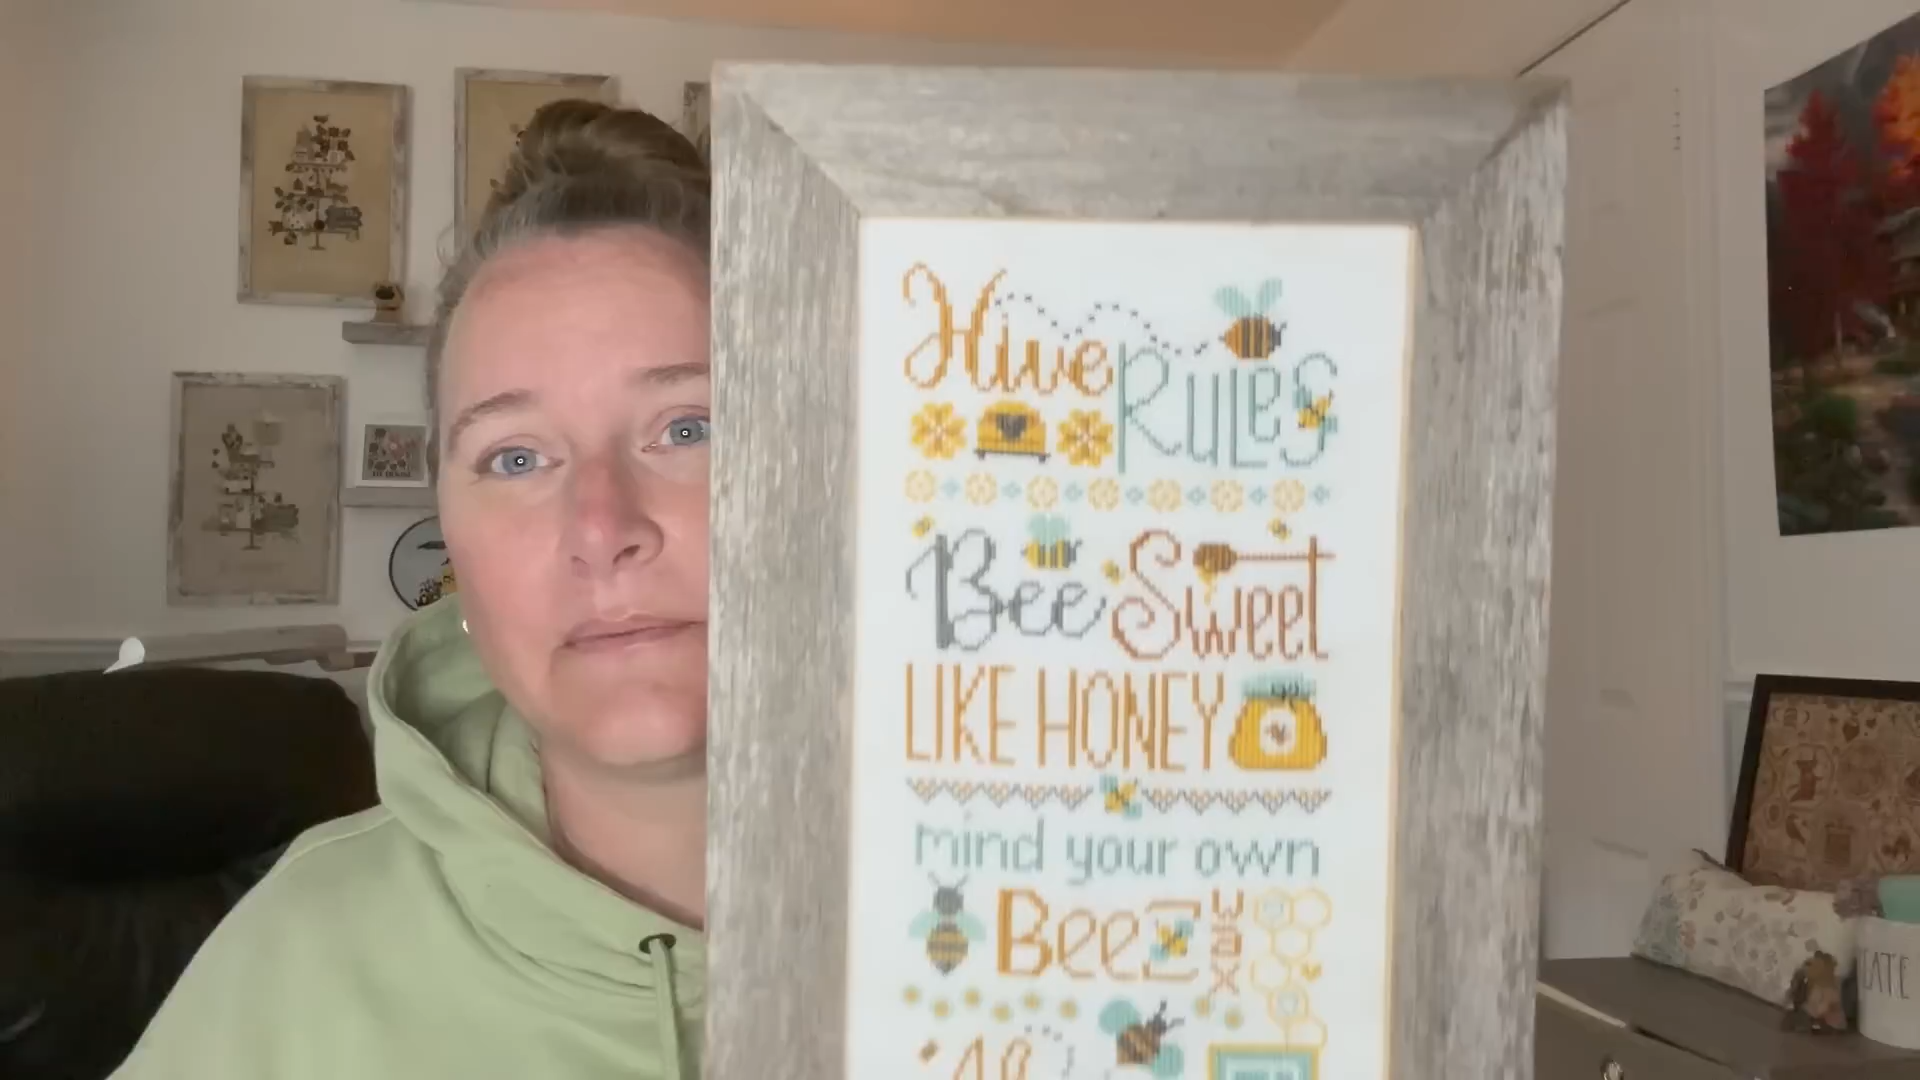 Hive
Rules
Bee Sweet
LIKE HONEY
mind your own
Beez
wax